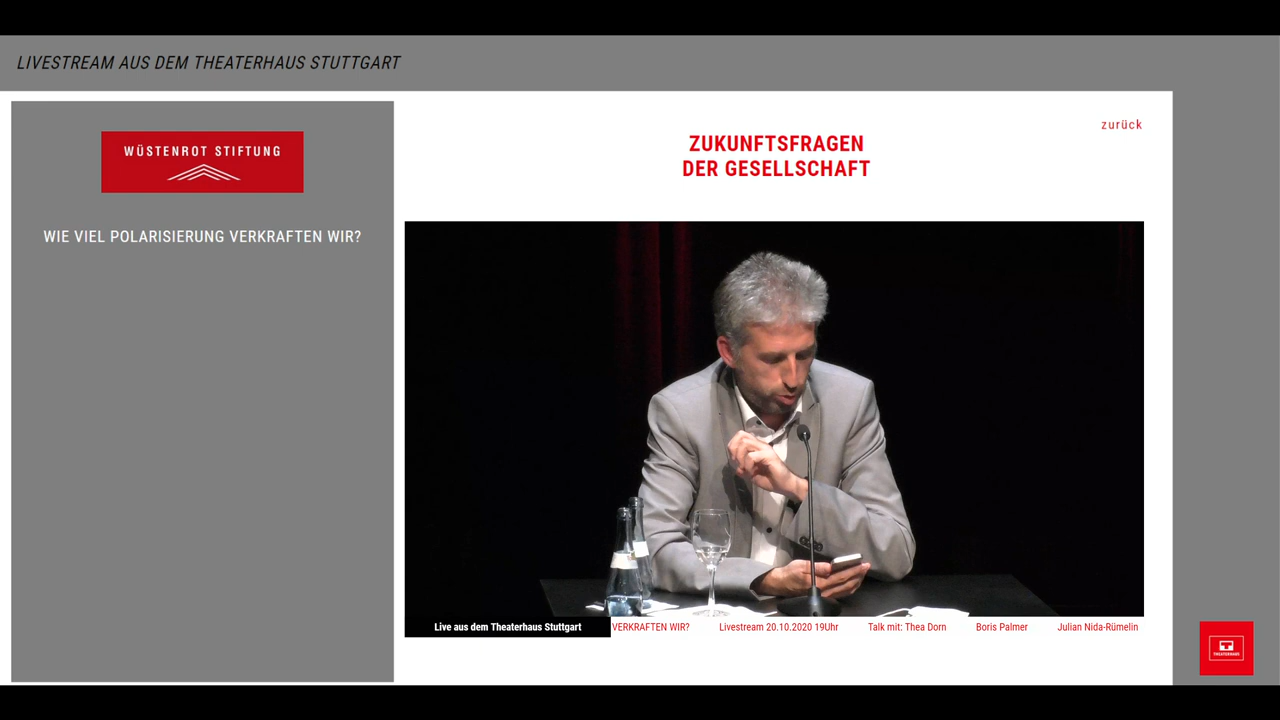 LIVESTREAM AUS DEM THEATERHAUS STUTTGART
WÜSTENROT STIFTUNG
WIE VIEL POLARISIERUNG VERKRAFTEN WIR?
zurück
ZUKUNFTSFRAGEN
DER GESELLSCHAFT
Live aus dem Theaterhaus Stuttgart VERKRAFTEN WIR? Livestream 20.10.2020 19Uhr Talk mit: Thea Dorn Boris Palmer Julian Nida-Rümelin
THEATERHAUS